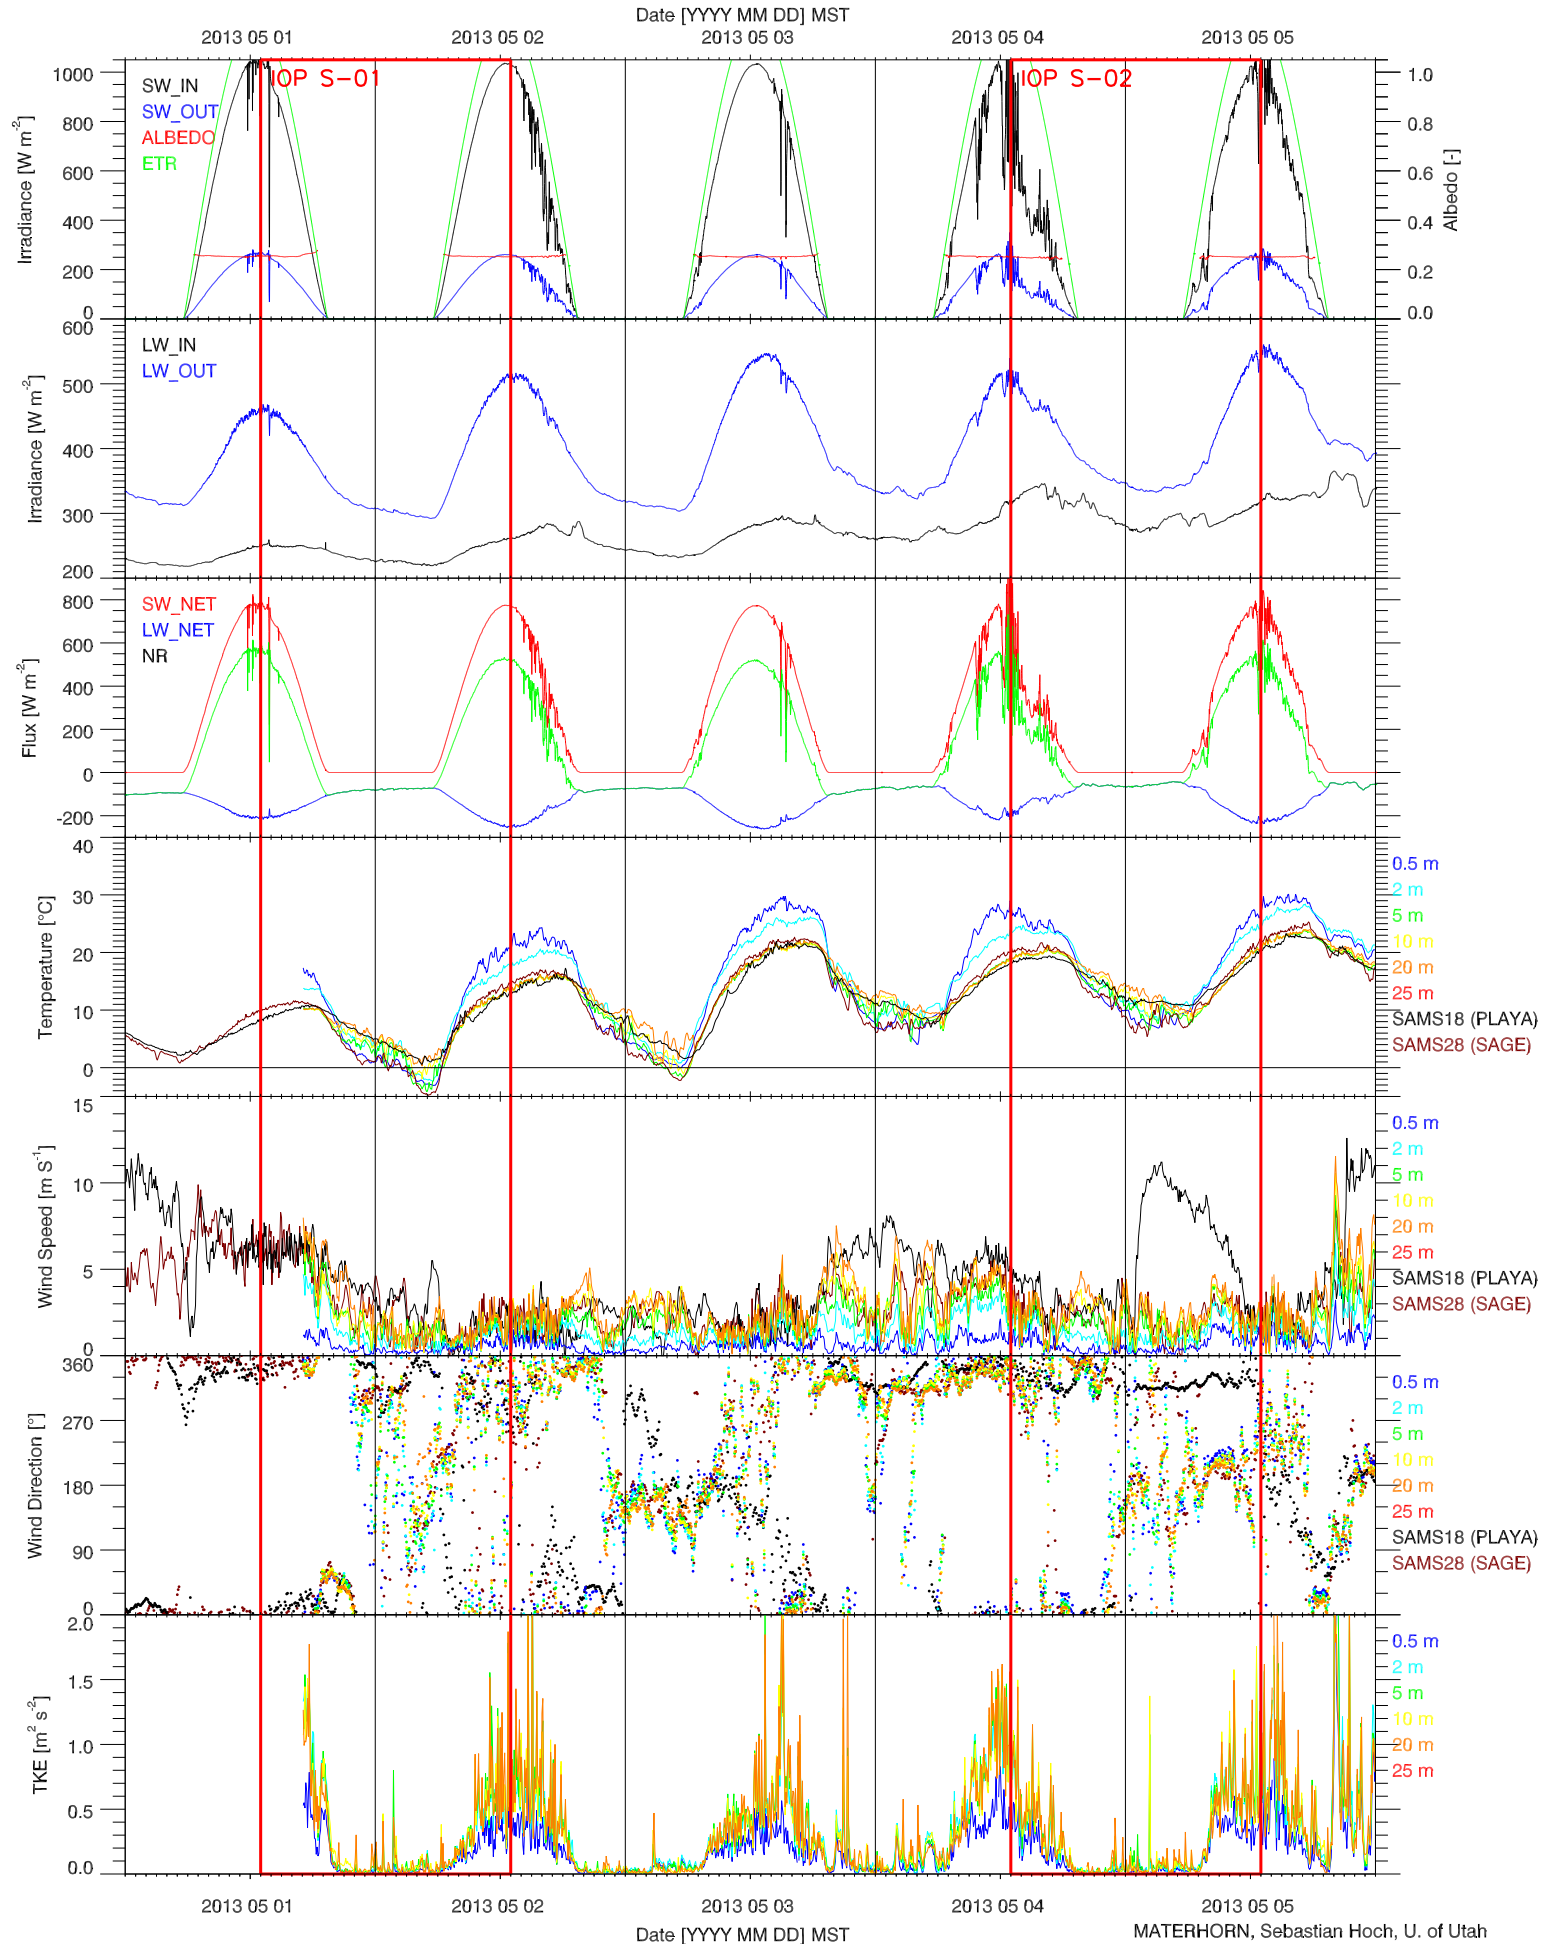 Date [YYYY MM DD] MST
2013 05 01 2013 05 02 2013 05 03 2013 05 04 2013 05 05
IOP S-01
IOP S-02
SW_IN
SW_OUT
ALBEDO
ETR
Irradiance [W m-2]
1000
800
600
400
200
0
1.0
0.8
0.6
0.4
0.2
0.0
Albedo [-]
LW_IN
LW_OUT
Irradiance [W m-2]
600
500
400
300
200
SW_NET
LW_NET
NR
Flux [W m-2]
800
600
400
200
0
-200
Temperature [°C]
40
30
20
10
0
0.5 m
2 m
5 m
10 m
20 m
25 m
SAMS18 (PLAYA)
SAMS28 (SAGE)
Wind Speed [m S-1]
15
10
5
0
0.5 m
2 m
5 m
10 m
20 m
25 m
SAMS18 (PLAYA)
SAMS28 (SAGE)
Wind Direction [°]
360
270
180
90
0
0.5 m
2 m
5 m
10 m
20 m
25 m
SAMS18 (PLAYA)
SAMS28 (SAGE)
TKE [m2 s-2]
2.0
1.5
1.0
0.5
0.0
0.5 m
2 m
5 m
10 m
20 m
25 m
2013 05 01 2013 05 02 2013 05 03 2013 05 04 2013 05 05
Date [YYYY MM DD] MST
MATERHORN, Sebastian Hoch, U. of Utah